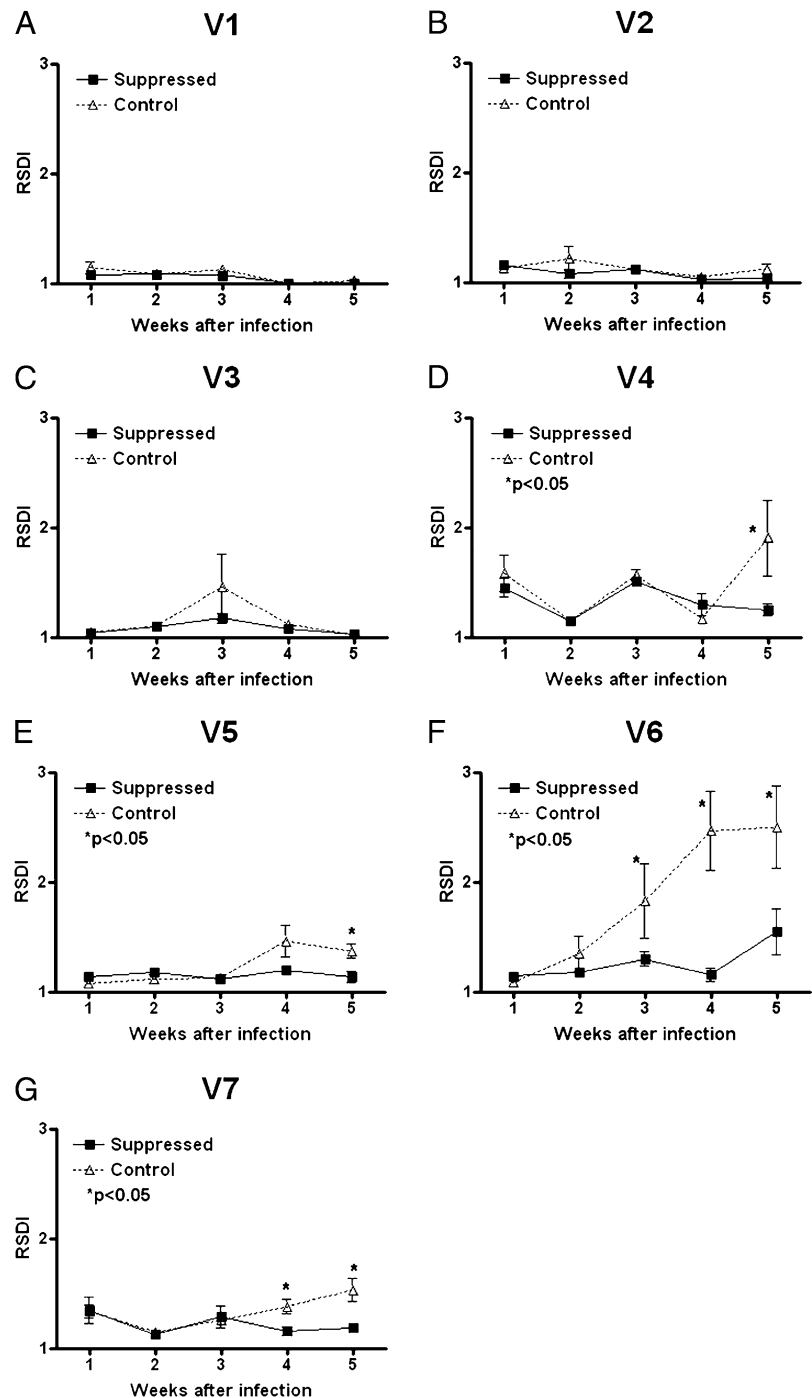 A
V1
3
2
1
RSDI
Suppressed
Control
1 2 3 4 5
Weeks after infection
B
V2
3
2
1
RSDI
Suppressed
Control
1 2 3 4 5
Weeks after infection
C
V3
3
2
1
RSDI
Suppressed
Control
1 2 3 4 5
Weeks after infection
D
V4
3
2
1
RSDI
Suppressed
Control
*p<0.05
*
1 2 3 4 5
Weeks after infection
E
V5
3
2
1
RSDI
Suppressed
Control
*p<0.05
*
1 2 3 4 5
Weeks after infection
F
V6
3
2
1
RSDI
Suppressed
Control
*p<0.05
* * *
1 2 3 4 5
Weeks after infection
G
V7
3
2
1
RSDI
Suppressed
Control
*p<0.05
* *
1 2 3 4 5
Weeks after infection